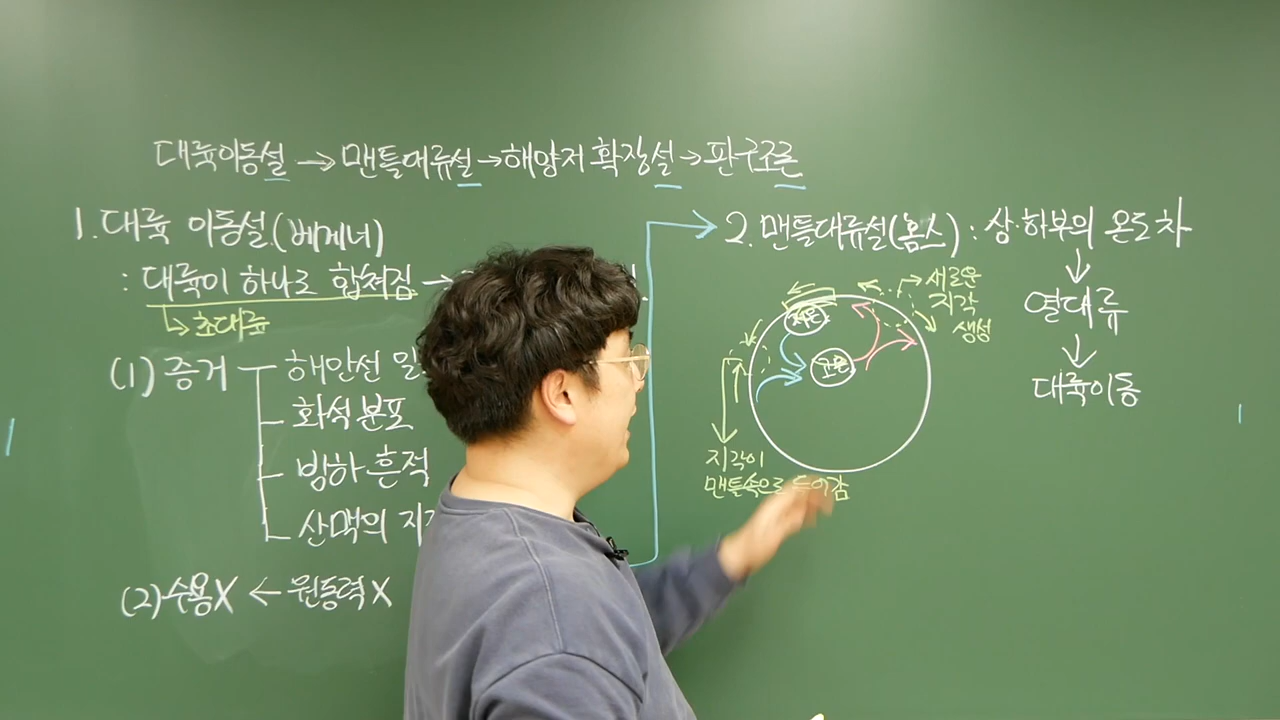 대륙이동설 → 맨틀대류설 → 해양저 확장설 → 판구조론
1. 대륙 이동설 (베게너)
: 대륙이 하나로 합쳐짐 →
↳ 초대륙
(1) 증거
해안선 일
화석 분포
빙하 흔적
산맥의 지
(2) 수용X ← 원동력X
2. 맨틀대류설(홈스) : 상·하부의 온도차
↓
열대류
↓
대륙이동
새로운
지각
생성
저온
고온
지각이
맨틀속으로 들어감